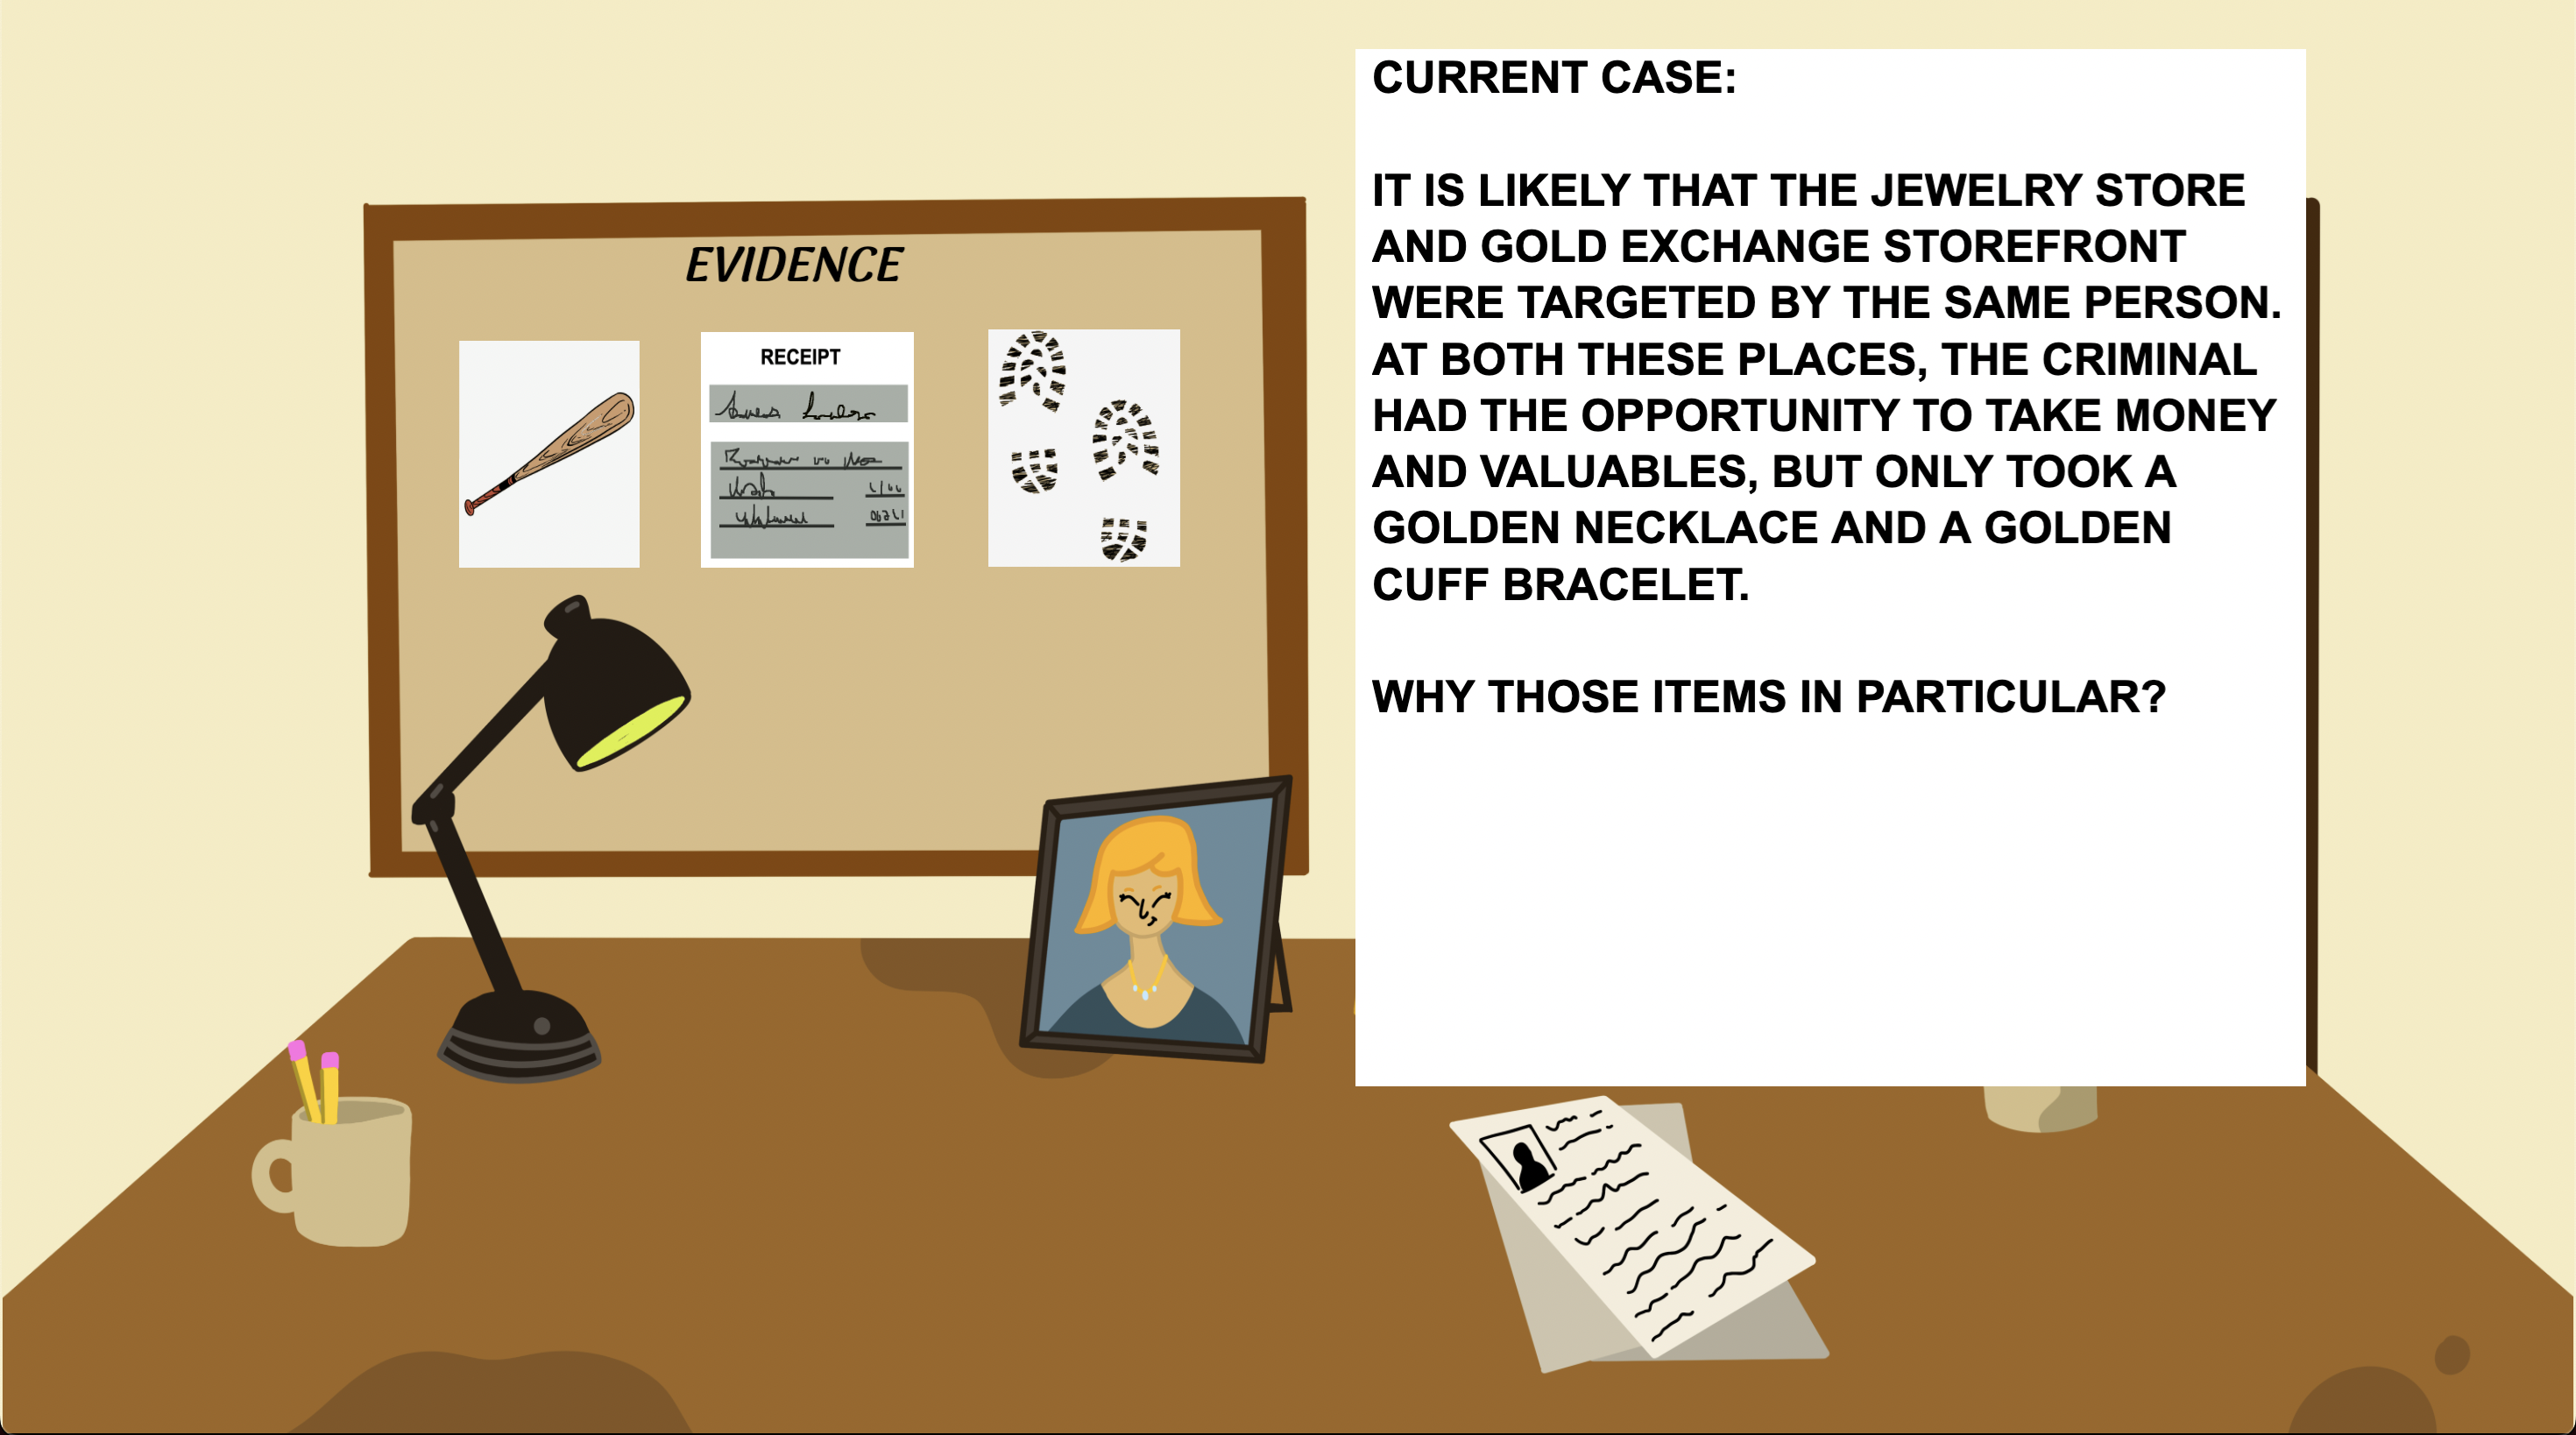 EVIDENCE
RECEIPT
CURRENT CASE:
IT IS LIKELY THAT THE JEWELRY STORE
AND GOLD EXCHANGE STOREFRONT
WERE TARGETED BY THE SAME PERSON.
AT BOTH THESE PLACES, THE CRIMINAL
HAD THE OPPORTUNITY TO TAKE MONEY
AND VALUABLES, BUT ONLY TOOK A
GOLDEN NECKLACE AND A GOLDEN
CUFF BRACELET.
WHY THOSE ITEMS IN PARTICULAR?